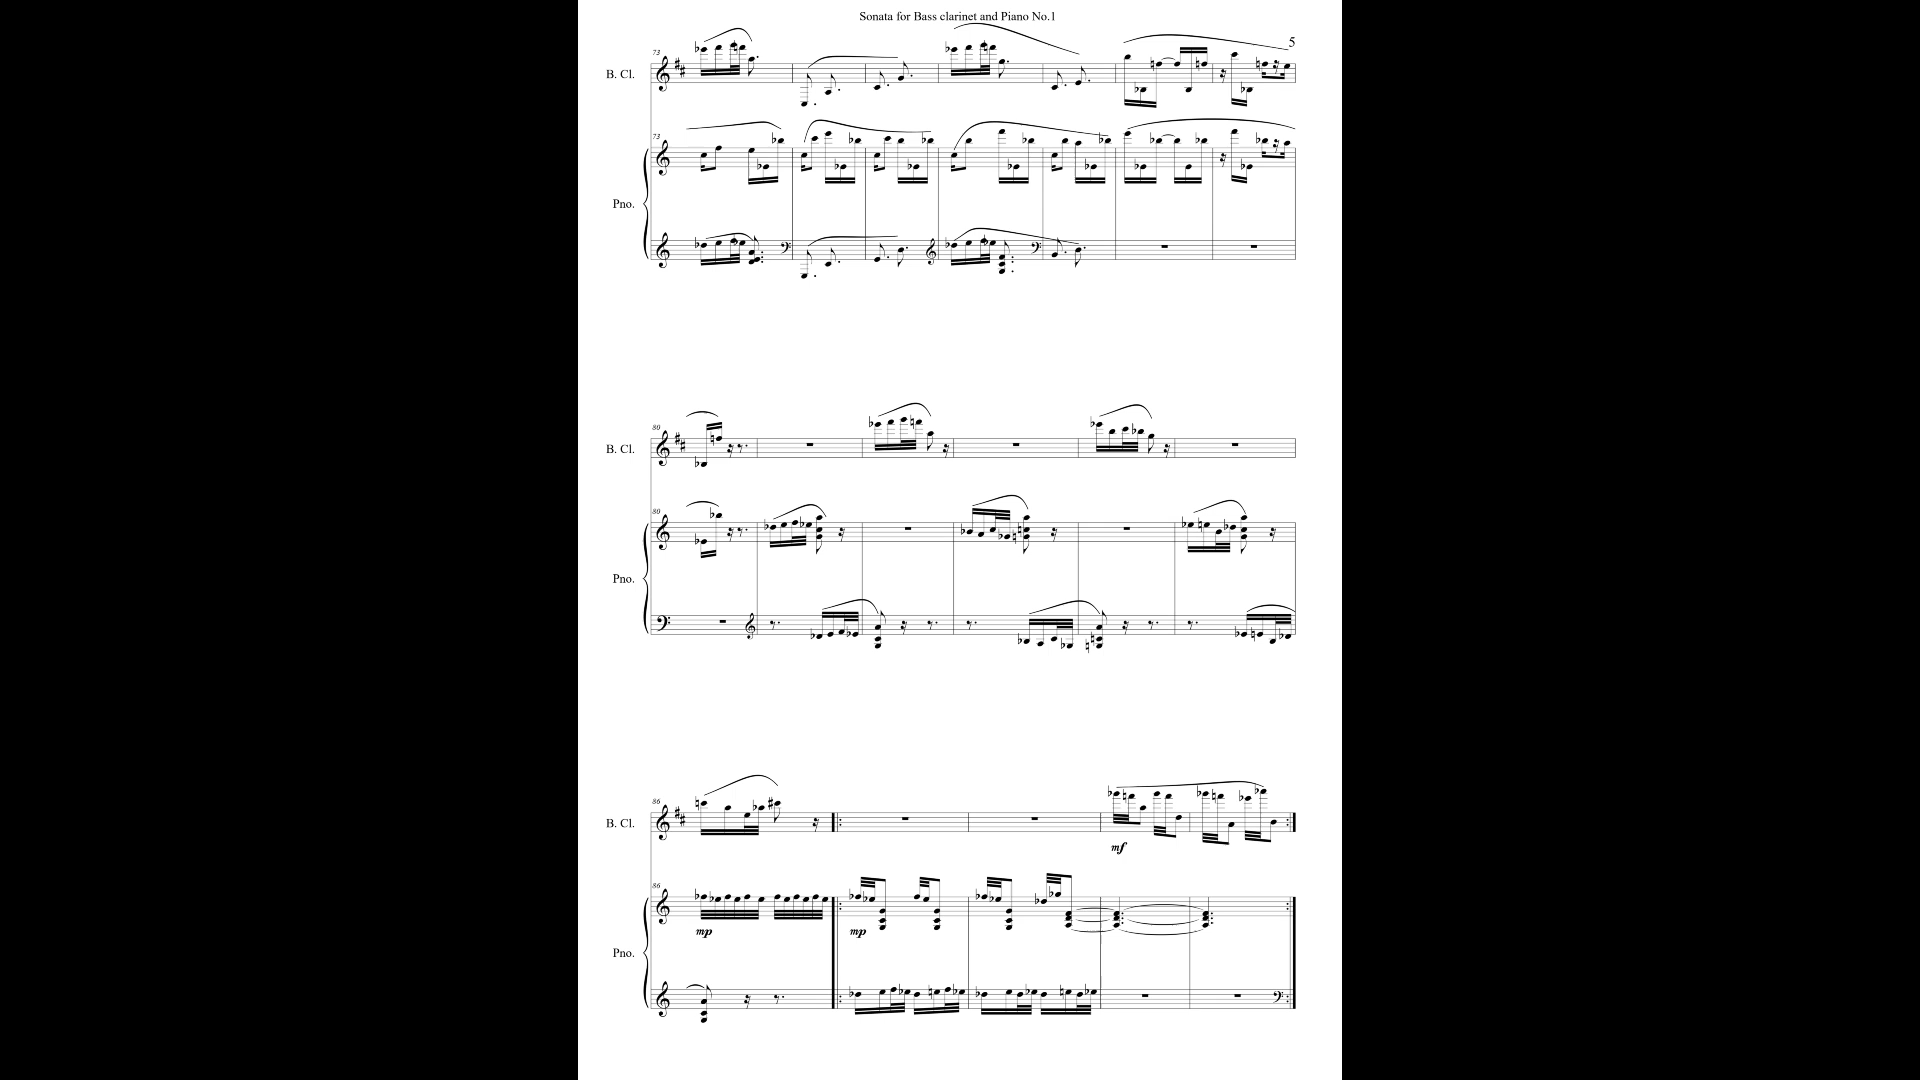 Sonata for Bass clarinet and Piano No.1
5
73
B. Cl.
73
Pno.
80
B. Cl.
80
Pno.
86
B. Cl.
mf
86
mp
mp
Pno.